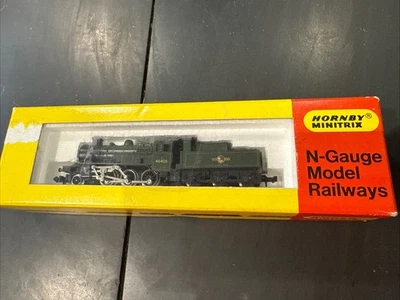 HORNBY®
MINITRIX
N-Gauge
Model
Railways